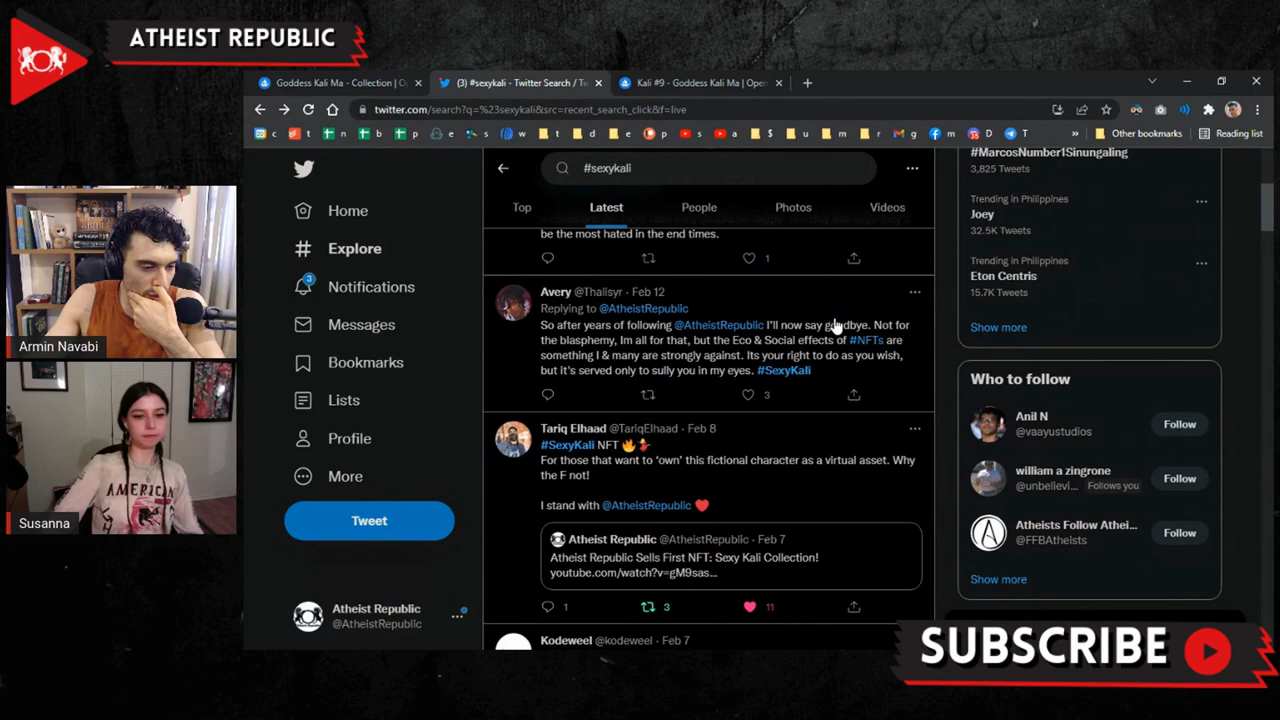 ATHEIST REPUBLIC
Goddess Kali Ma - Collection | O
(3) #sexykali - Twitter Search / Tw
Kali #9 - Goddess Kali Ma | Open
twitter.com/search?q=%23sexykali&src=recent_search_click&f=live
Other bookmarks
Reading list
#sexykali
Top
Latest
People
Photos
Videos
Home
Explore
3
Notifications
Messages
Bookmarks
Lists
Profile
More
Tweet
Atheist Republic
@AtheistRepublic
be the most hated in the end times.
1
Avery @Thalisyr · Feb 12
Replying to @AtheistRepublic
So after years of following @AtheistRepublic I'll now say goodbye. Not for
the blasphemy, Im all for that, but the Eco & Social effects of #NFTs are
something I & many are strongly against. Its your right to do as you wish,
but it's served only to sully you in my eyes. #SexyKali
3
Tariq Elhaad @TariqElhaad · Feb 8
#SexyKali NFT 🔥💃
For those that want to 'own' this fictional character as a virtual asset. Why
the F not!
I stand with @AtheistRepublic ❤️
Atheist Republic @AtheistRepublic · Feb 7
Atheist Republic Sells First NFT: Sexy Kali Collection!
youtube.com/watch?v=gM9sas...
1
3
11
Kodeweel @kodeweel · Feb 7
#MarcosNumber1Sinungaling
3,825 Tweets
Trending in Philippines
Joey
32.5K Tweets
Trending in Philippines
Eton Centris
15.7K Tweets
Show more
Who to follow
Anil N
@vaayustudios
Follow
william a zingrone
@unbelievi... Follows you
Follow
Atheists Follow Athei...
@FFBAtheists
Follow
Show more
Armin Navabi
AMERICAN
Susanna
SUBSCRIBE